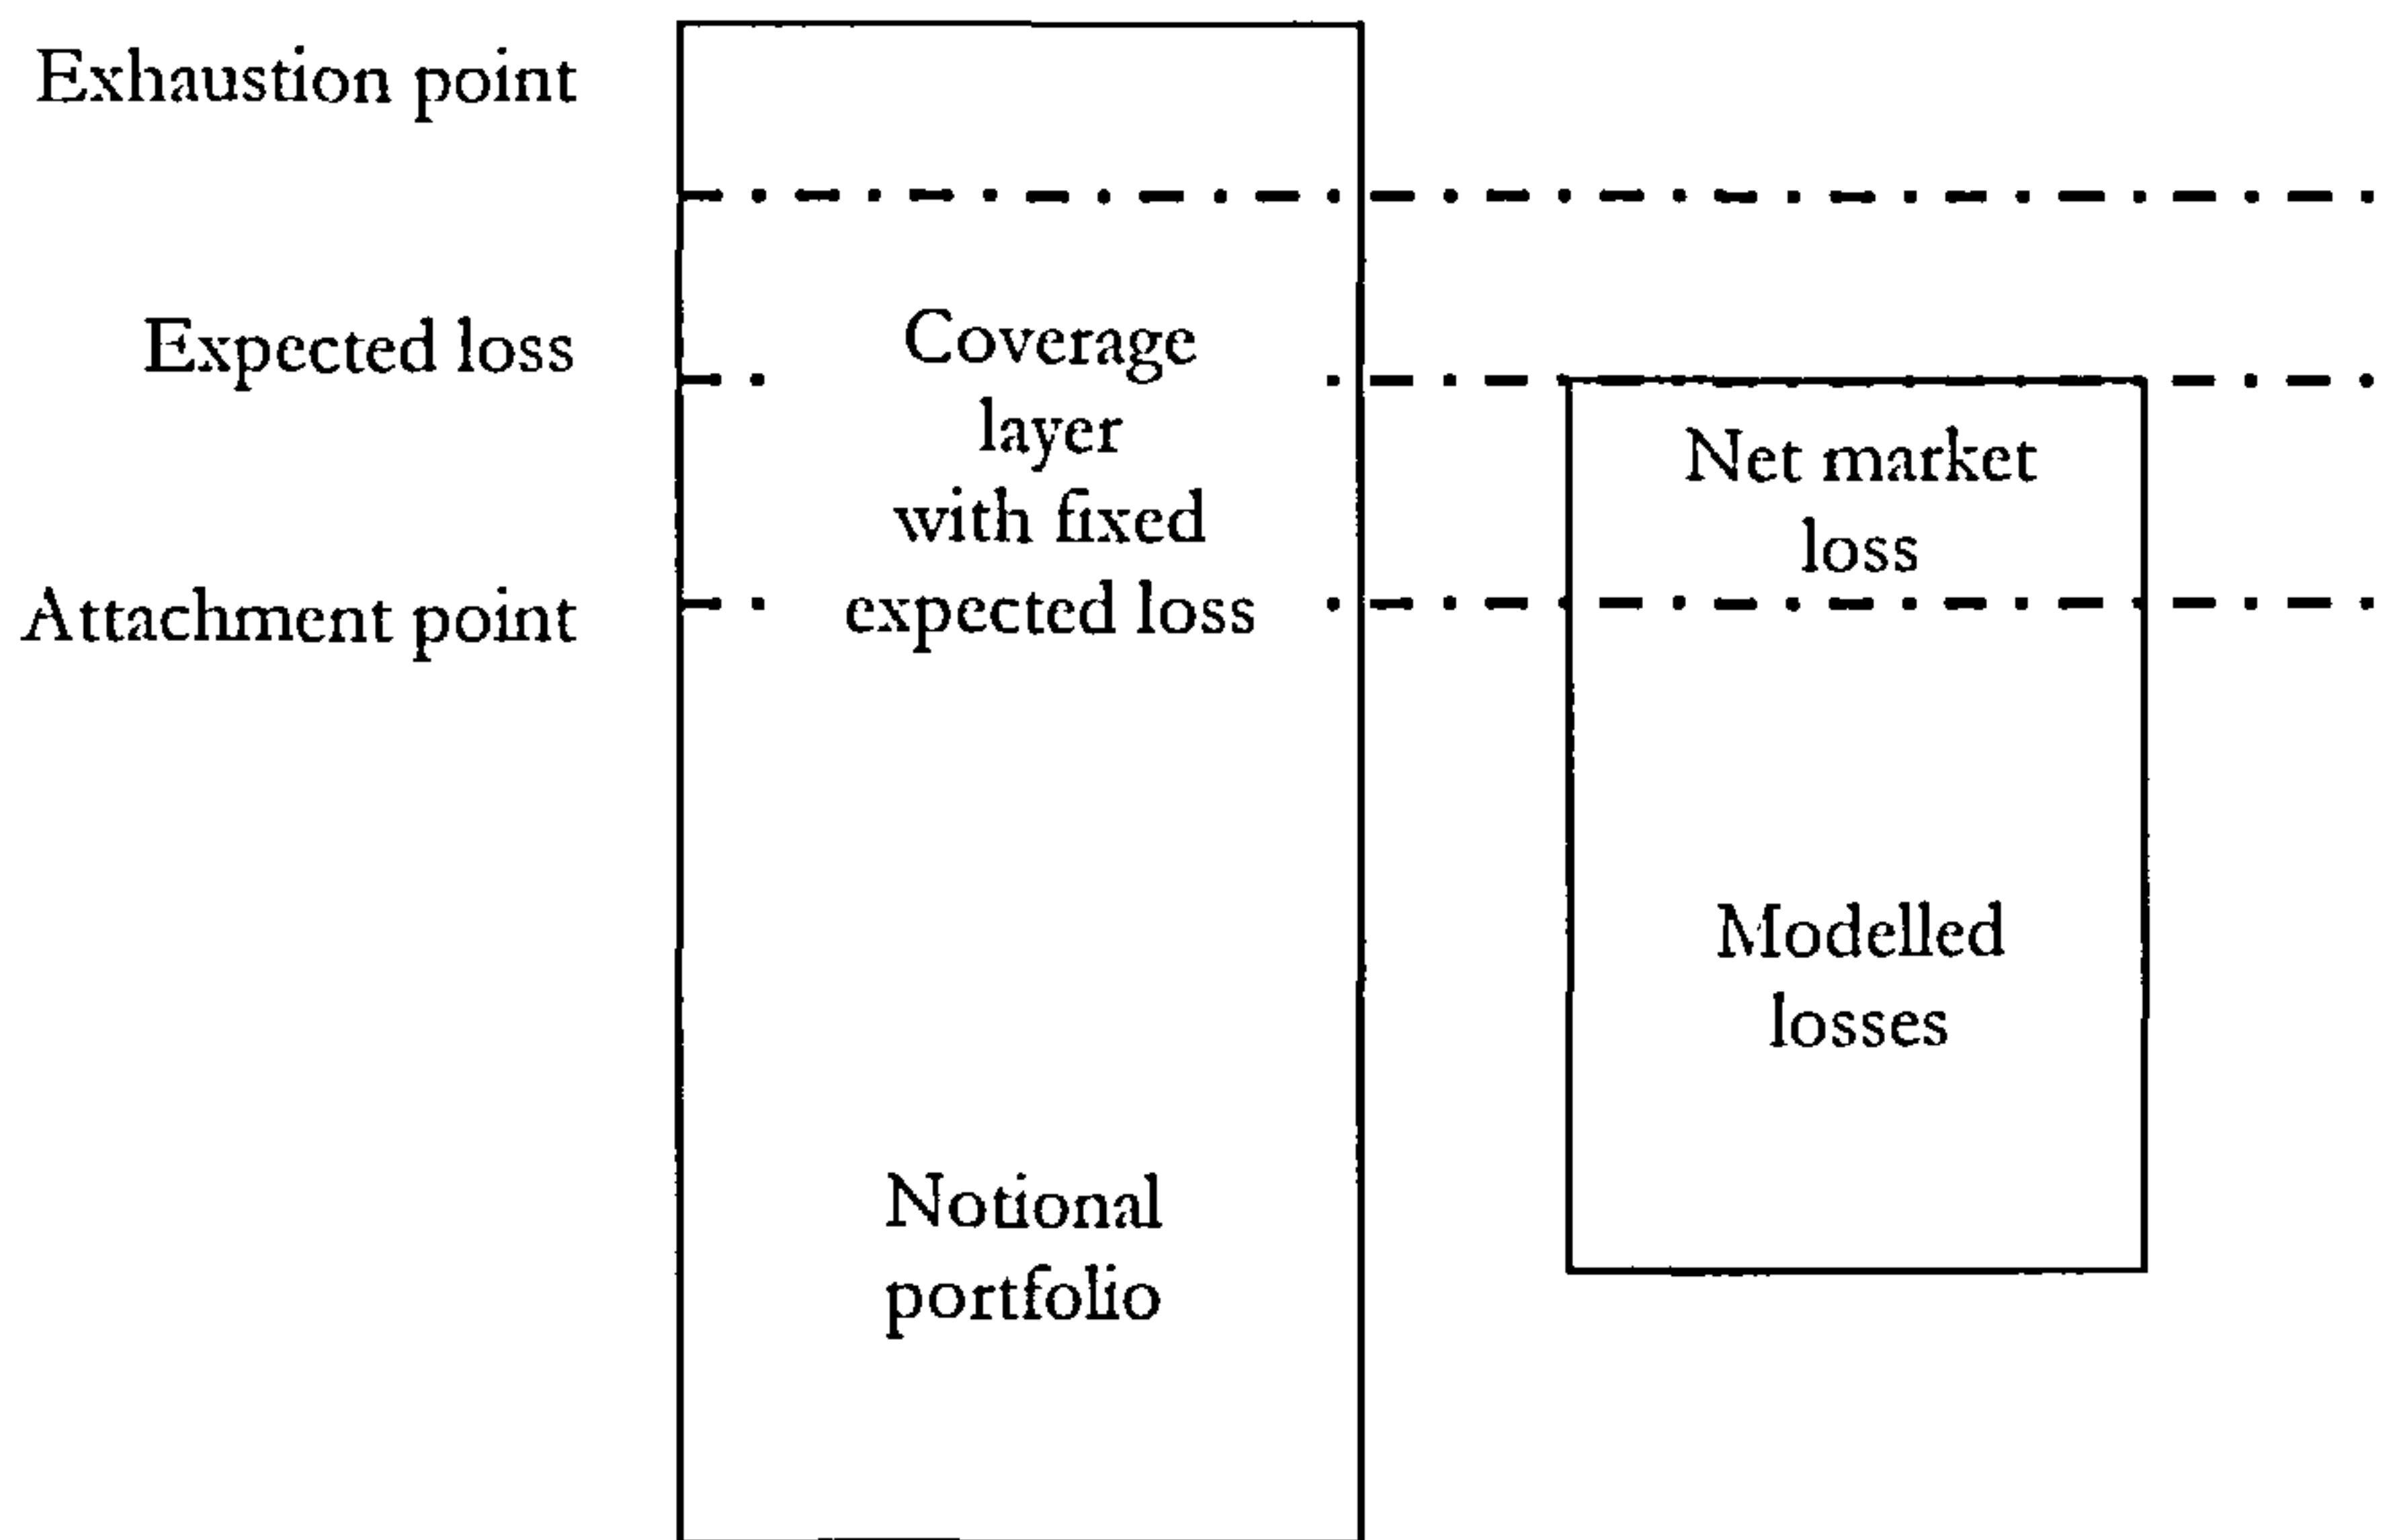 Exhaustion point
Expected loss
Attachment point
Coverage
layer
with fixed
expected loss
Notional
portfolio
Net market
loss
Modelled
losses